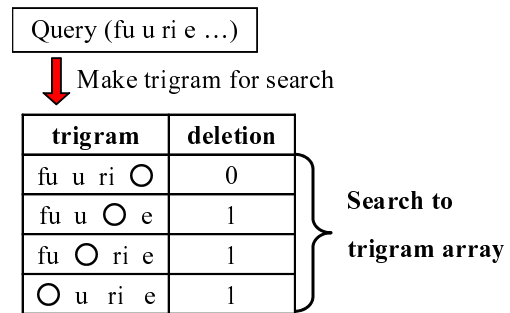 Query (fu u ri e …)
Make trigram for search
trigram deletion
fu u ri ○ 0
fu u ○ e 1
fu ○ ri e 1
○ u ri e 1
Search to
trigram array